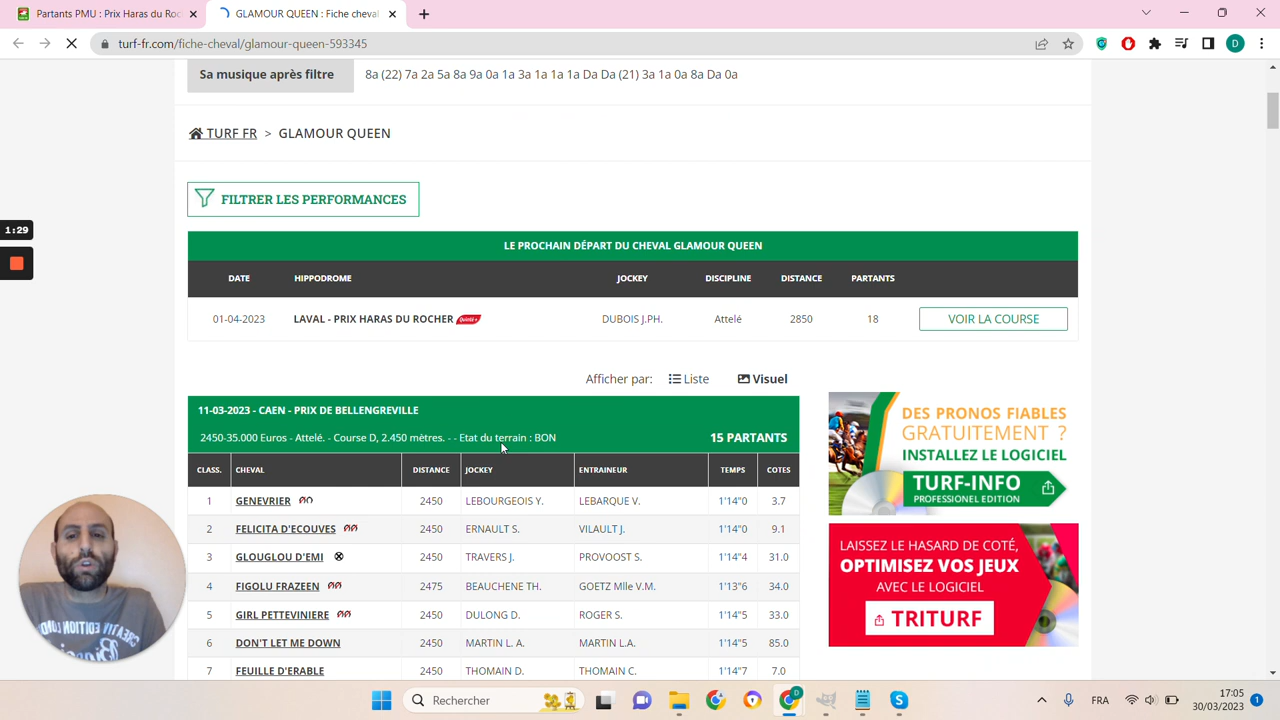 Partants PMU : Prix Haras du Roc
GLAMOUR QUEEN : Fiche cheval
turf-fr.com/fiche-cheval/glamour-queen-593345
D
Sa musique après filtre
8a (22) 7a 2a 5a 8a 9a 0a 1a 3a 1a 1a 1a Da Da (21) 3a 1a 0a 8a Da 0a
TURF FR > GLAMOUR QUEEN
FILTRER LES PERFORMANCES
1:29
LE PROCHAIN DÉPART DU CHEVAL GLAMOUR QUEEN
DATE HIPPODROME JOCKEY DISCIPLINE DISTANCE PARTANTS
01-04-2023 LAVAL - PRIX HARAS DU ROCHER Quinté+ DUBOIS J.PH. Attelé 2850 18 VOIR LA COURSE
Afficher par: Liste Visuel
11-03-2023 - CAEN - PRIX DE BELLENGREVILLE
2450-35.000 Euros - Attelé. - Course D, 2.450 mètres. - - Etat du terrain : BON
15 PARTANTS
CLASS. CHEVAL DISTANCE JOCKEY ENTRAINEUR TEMPS COTES
1 GENEVRIER 2450 LEBOURGEOIS Y. LEBARQUE V. 1'14"0 3.7
2 FELICITA D'ECOUVES 2450 ERNAULT S. VILAULT J. 1'14"0 9.1
3 GLOUGLOU D'EMI 2450 TRAVERS J. PROVOOST S. 1'14"4 31.0
4 FIGOLU FRAZEEN 2475 BEAUCHENE TH. GOETZ Mlle V.M. 1'13"6 34.0
5 GIRL PETTEVINIERE 2450 DULONG D. ROGER S. 1'14"5 33.0
6 DON'T LET ME DOWN 2450 MARTIN L. A. MARTIN L.A. 1'14"5 85.0
7 FEUILLE D'ERABLE 2450 THOMAIN D. THOMAIN C. 1'14"7 7.0
DES PRONOS FIABLES
GRATUITEMENT ?
INSTALLEZ LE LOGICIEL
TURF-INFO
PROFESSIONEL EDITION
LAISSEZ LE HASARD DE COTÉ,
OPTIMISEZ VOS JEUX
AVEC LE LOGICIEL
TRITURF
Rechercher
D
FRA
17:05
30/03/2023
1